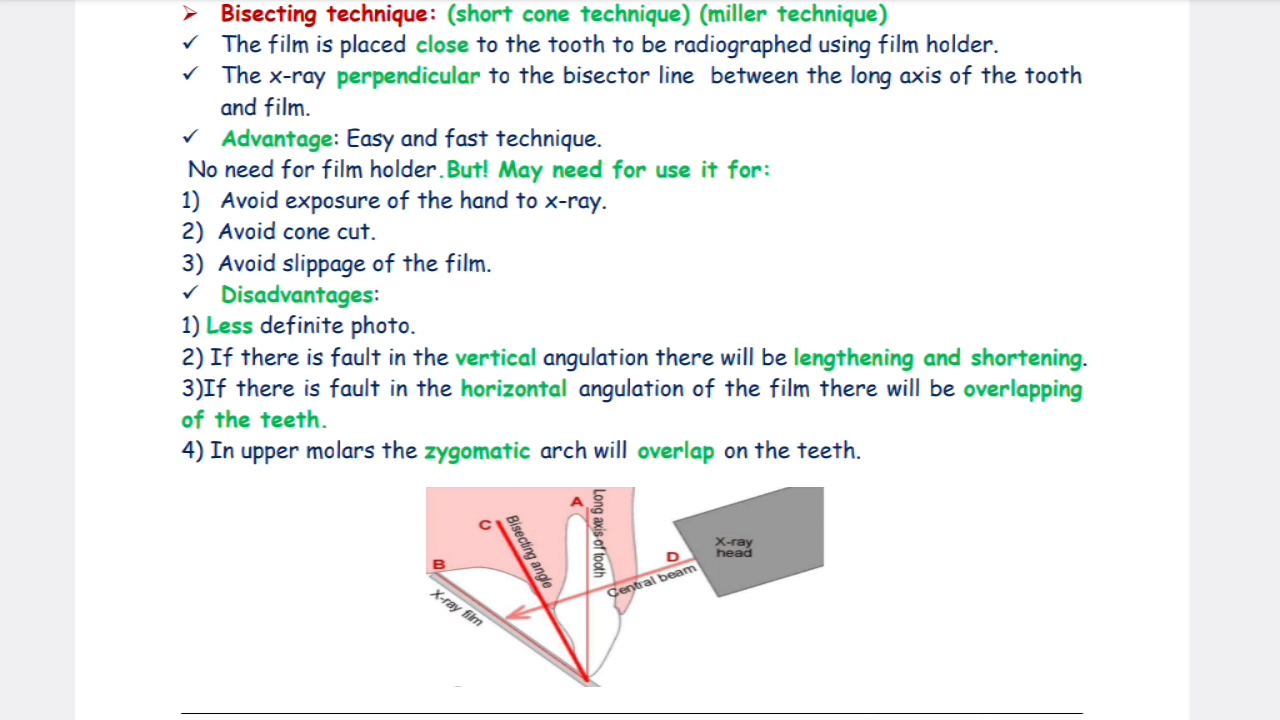 ➢ Bisecting technique: (short cone technique) (miller technique)
✓ The film is placed close to the tooth to be radiographed using film holder.
✓ The x-ray perpendicular to the bisector line between the long axis of the tooth
and film.
✓ Advantage: Easy and fast technique.
No need for film holder. But! May need for use it for:
1) Avoid exposure of the hand to x-ray.
2) Avoid cone cut.
3) Avoid slippage of the film.
✓ Disadvantages:
1) Less definite photo.
2) If there is fault in the vertical angulation there will be lengthening and shortening.
3)If there is fault in the horizontal angulation of the film there will be overlapping
of the teeth.
4) In upper molars the zygomatic arch will overlap on the teeth.
A
Long axis of tooth
C
Bisecting angle
X-ray
head
D
Central beam
B
X-ray film